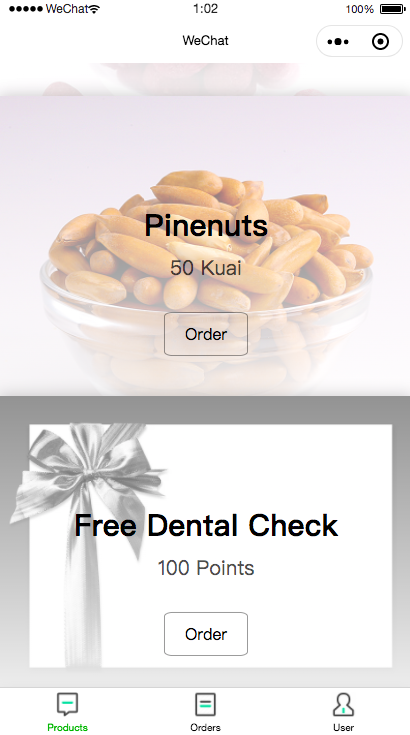 WeChat 1:02 100%
WeChat
Pinenuts
50 Kuai
Order
Free Dental Check
100 Points
Order
Products Orders User